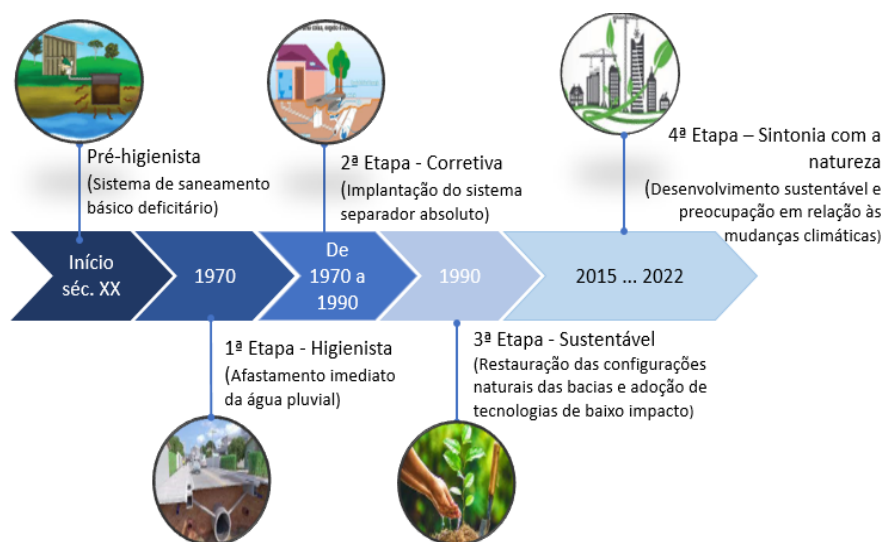 Pré-higienista
(Sistema de saneamento
básico deficitário)
2ª Etapa - Corretiva
(Implantação do sistema
separador absoluto)
4ª Etapa – Sintonia com a
natureza
(Desenvolvimento sustentável e
preocupação em relação às
mudanças climáticas)
Início
séc. XX
1970
De
1970 a
1990
1990
2015 ... 2022
1ª Etapa - Higienista
(Afastamento imediato
da água pluvial)
3ª Etapa - Sustentável
(Restauração das configurações
naturais das bacias e adoção de
tecnologias de baixo impacto)